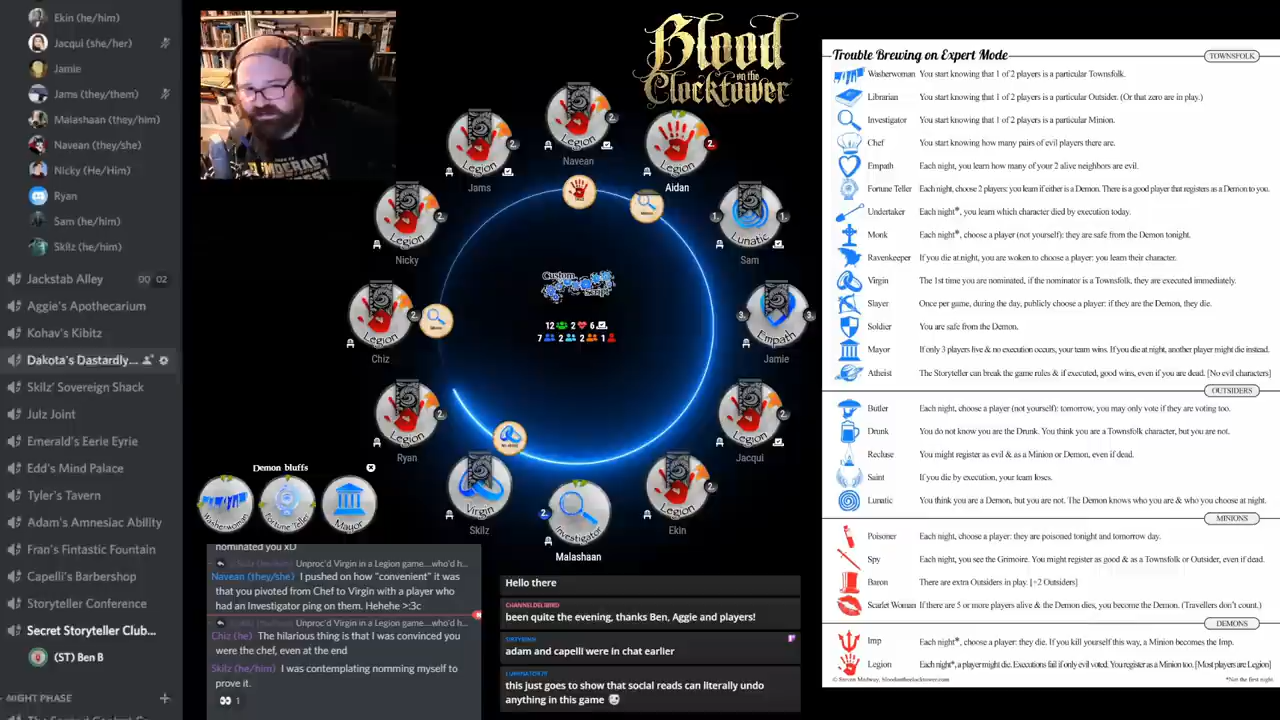 Ekin (he/him)
Jacqui (she/her)
Jamie
Jams (they/them)
Malashaan (they/him)
Navean (they/she)
Nicky (He/Him)
Ryan
Sam (he/him)
Skilz (he/him)
Jackstab Alley 00 02
Aggie's Apothecarium
Kohav's Kibitz
Dakota's Dastardly...
Skilz' Sovereign Shack
Julz Joint
Emerald's Eerie Eyrie
Edd's Mind Palace
Tyler's Tavern
Adam's Amnesiac Ability
Fran's Fintastic Fountain
Capelli's Barbershop
Storyteller Conference
Secret Storyteller Club...
(ST) Ben B
NIGHT PHASE
Blood
on the
Clocktower
Legion
Navean
Legion
Jams
Legion
Aidan
Legion
Nicky
Lunatic
Sam
Legion
Chiz
Empath
Jamie
Legion
Ryan
Legion
Jacqui
Virgin
Skilz
Investigator
Malashaan
Legion
Ekin
Custom
Script
12 2 6
7 2 2 1
Demon bluffs
Washerwoman
Fortune Teller
Mayor
nominated you xD
Unproc'd Virgin in a Legion game....who'd h...
Navean (they/she) I pushed on how "convenient" it was
that you pivoted from Chef to Virgin with a player who
had an Investigator ping on them. Hehehe >:3c
Unproc'd Virgin in a Legion game....who'd h...
Chiz (he) The hilarious thing is that I was convinced you
were the chef, even at the end
Skilz (he/him) I was contemplating nomming myself to
prove it.
1
Hello there
been quite the evening, thanks Ben, Aggie and players!
adam and capelli were in chat earlier
this just goes to show that social reads can literally undo
anything in this game
Trouble Brewing on Expert Mode
TOWNSFOLK
Washerwoman You start knowing that 1 of 2 players is a particular Townsfolk.
Librarian You start knowing that 1 of 2 players is a particular Outsider. (Or that zero are in play.)
Investigator You start knowing that 1 of 2 players is a particular Minion.
Chef You start knowing how many pairs of evil players there are.
Empath Each night, you learn how many of your 2 alive neighbors are evil.
Fortune Teller Each night, choose 2 players: you learn if either is a Demon. There is a good player that registers as a Demon to you.
Undertaker Each night*, you learn which character died by execution today.
Monk Each night*, choose a player (not yourself): they are safe from the Demon tonight.
Ravenkeeper If you die at night, you are woken to choose a player: you learn their character.
Virgin The 1st time you are nominated, if the nominator is a Townsfolk, they are executed immediately.
Slayer Once per game, during the day, publicly choose a player: if they are the Demon, they die.
Soldier You are safe from the Demon.
Mayor If only 3 players live & no execution occurs, your team wins. If you die at night, another player might die instead.
Atheist The Storyteller can break the game rules & if executed, good wins, even if you are dead. [No evil characters]
OUTSIDERS
Butler Each night, choose a player (not yourself): tomorrow, you may only vote if they are voting too.
Drunk You do not know you are the Drunk. You think you are a Townsfolk character, but you are not.
Recluse You might register as evil & as a Minion or Demon, even if dead.
Saint If you die by execution, your team loses.
Lunatic You think you are a Demon, but you are not. The Demon knows who you are & who you choose at night.
MINIONS
Poisoner Each night, choose a player: they are poisoned tonight and tomorrow day.
Spy Each night, you see the Grimoire. You might register as good & as a Townsfolk or Outsider, even if dead.
Baron There are extra Outsiders in play. [+2 Outsiders]
Scarlet Woman If there are 5 or more players alive & the Demon dies, you become the Demon. (Travellers don't count.)
DEMONS
Imp Each night*, choose a player: they die. If you kill yourself this way, a Minion becomes the Imp.
Legion Each night*, a player might die. Executions fail if only evil voted. You register as a Minion too. [Most players are Legion]
© Steven Medway, bloodontheclocktower.com
*Not the first night